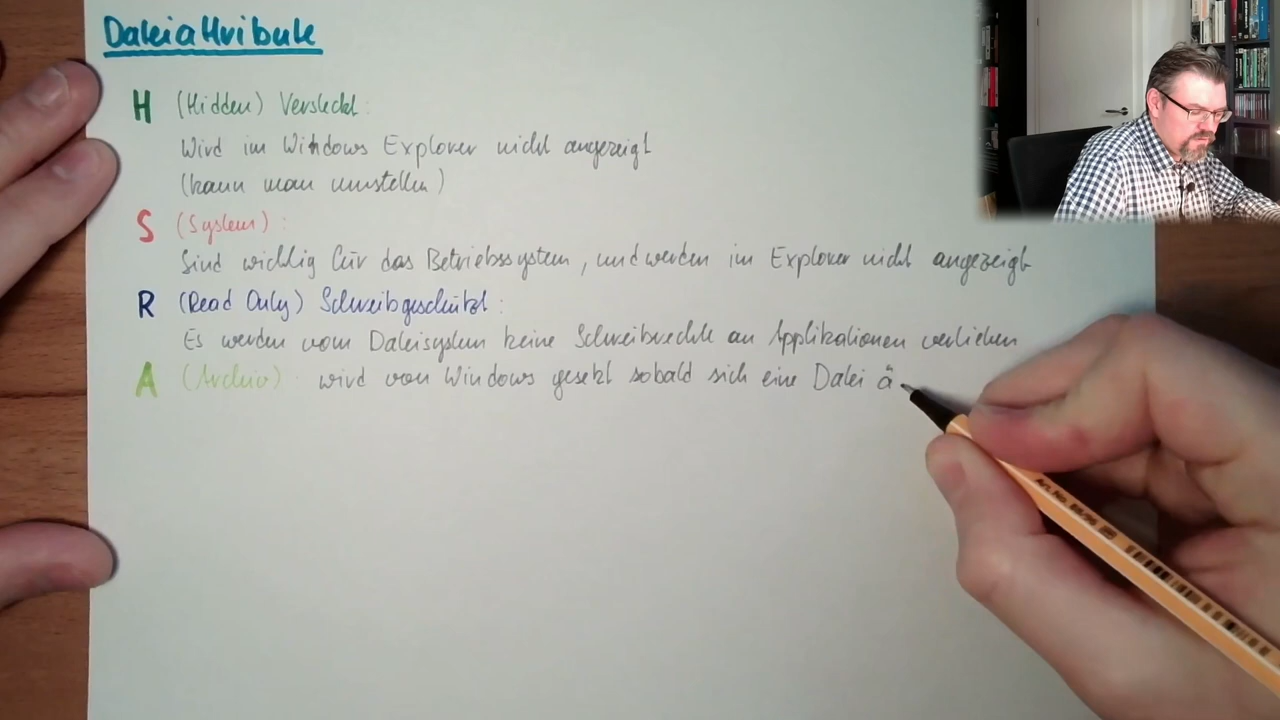 Dateiattribute
H (Hidden) Versteckt:
Wird im Windows Explorer nicht angezeigt
(kann man umstellen)
S (System):
Sind wichtig für das Betriebssystem, und werden im Explorer nicht angezeigt
R (Read Only) Schreibgeschützt:
Es werden vom Dateisystem keine Schreibrechte an Applikationen verliehen
A (Archiv): wird von Windows gesetzt sobald sich eine Datei ä